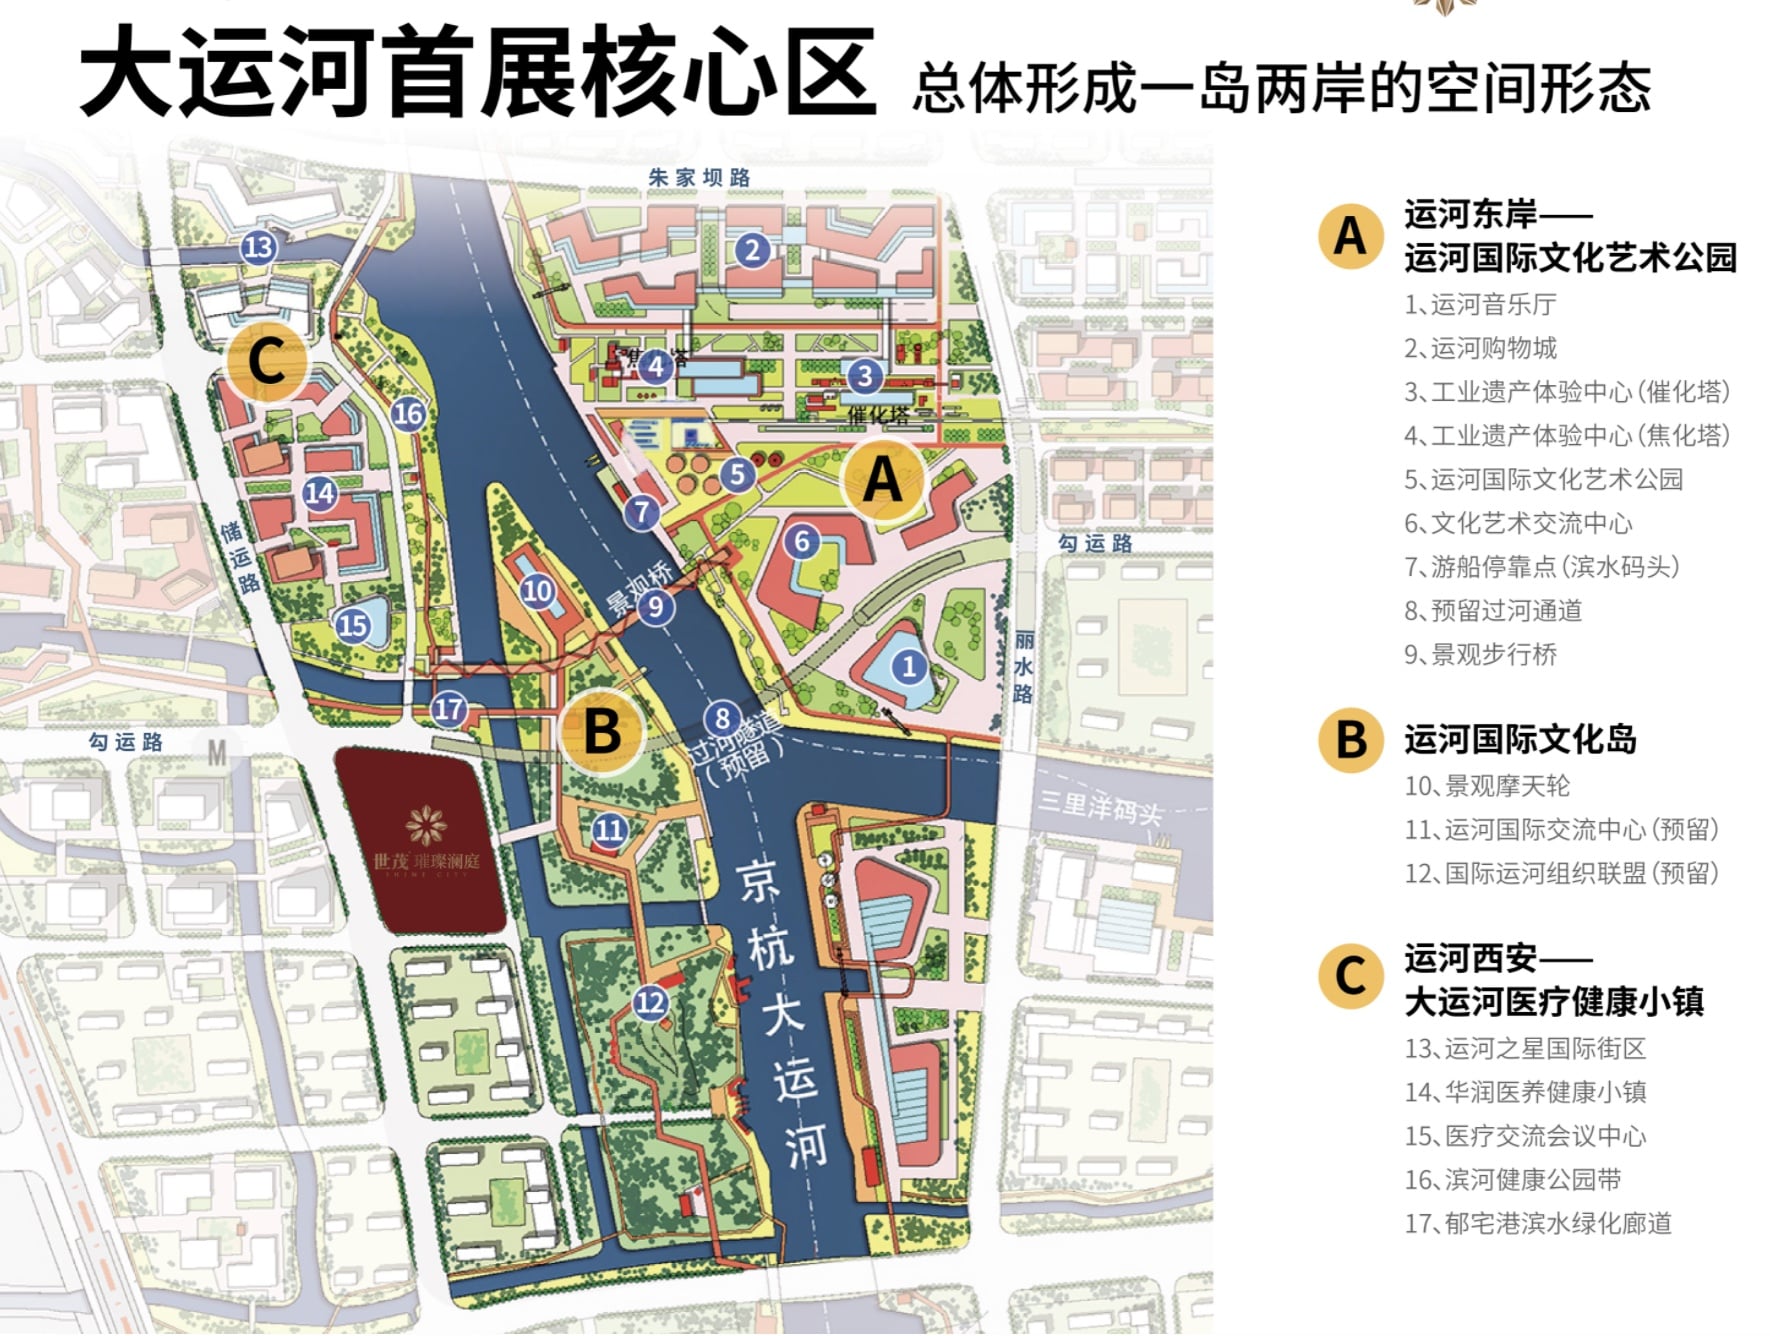 大运河首展核心区 总体形成一岛两岸的空间形态
朱家坝路
13
2
C
焦化塔
4
3
催化塔
16
A
5
14
7
储运路
6
勾运路
景观桥
10
9
15
丽水路
1
17
B
8
过河隧道
（预留）
勾运路
M
三里洋码头
世茂 璀璨澜庭
SHINE CITY
11
京杭大运河
12
A
运河东岸——
运河国际文化艺术公园
1、运河音乐厅
2、运河购物城
3、工业遗产体验中心（催化塔）
4、工业遗产体验中心（焦化塔）
5、运河国际文化艺术公园
6、文化艺术交流中心
7、游船停靠点（滨水码头）
8、预留过河通道
9、景观步行桥
B
运河国际文化岛
10、景观摩天轮
11、运河国际交流中心（预留）
12、国际运河组织联盟（预留）
C
运河西安——
大运河医疗健康小镇
13、运河之星国际街区
14、华润医养健康小镇
15、医疗交流会议中心
16、滨河健康公园带
17、郁宅港滨水绿化廊道